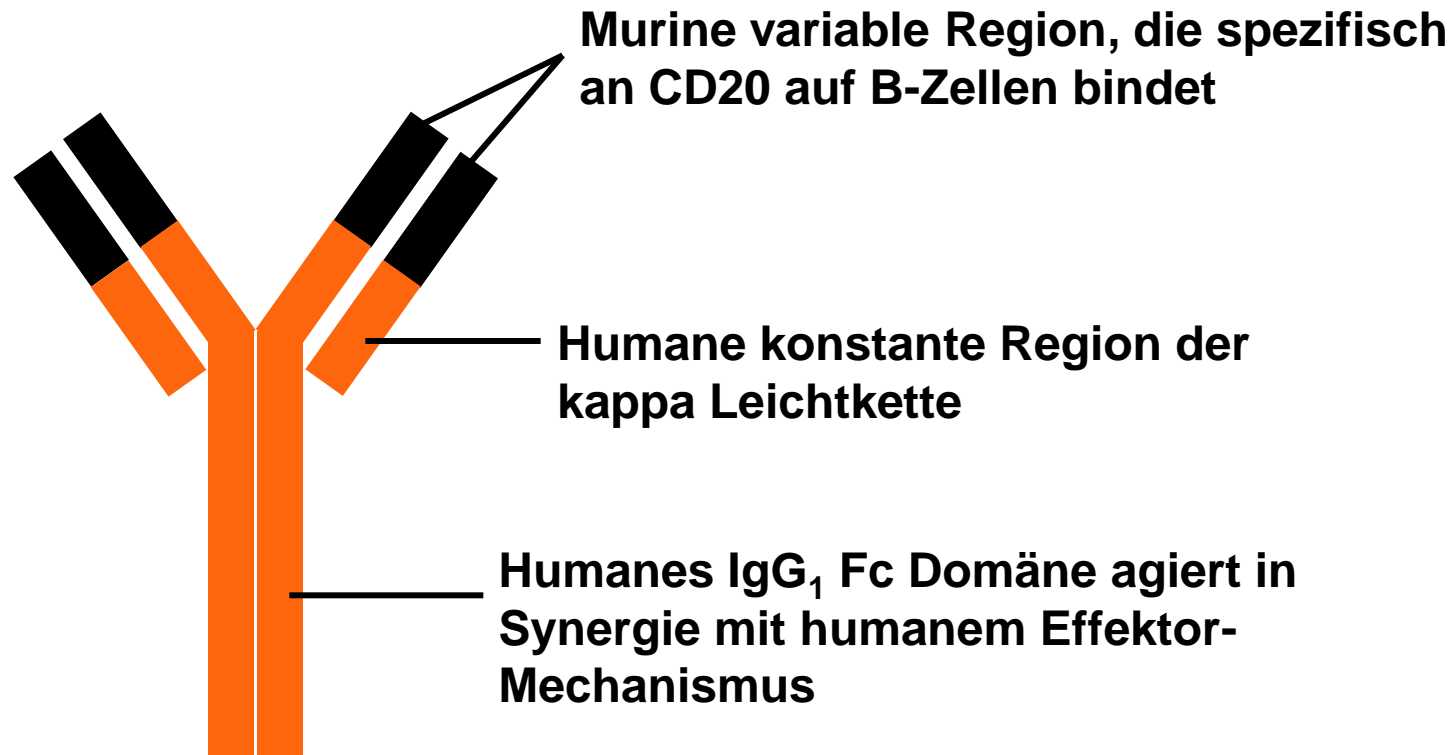 Murine variable Region, die spezifisch
an CD20 auf B-Zellen bindet
Humane konstante Region der
kappa Leichtkette
Humanes IgG₁ Fc Domäne agiert in
Synergie mit humanem Effektor-
Mechanismus